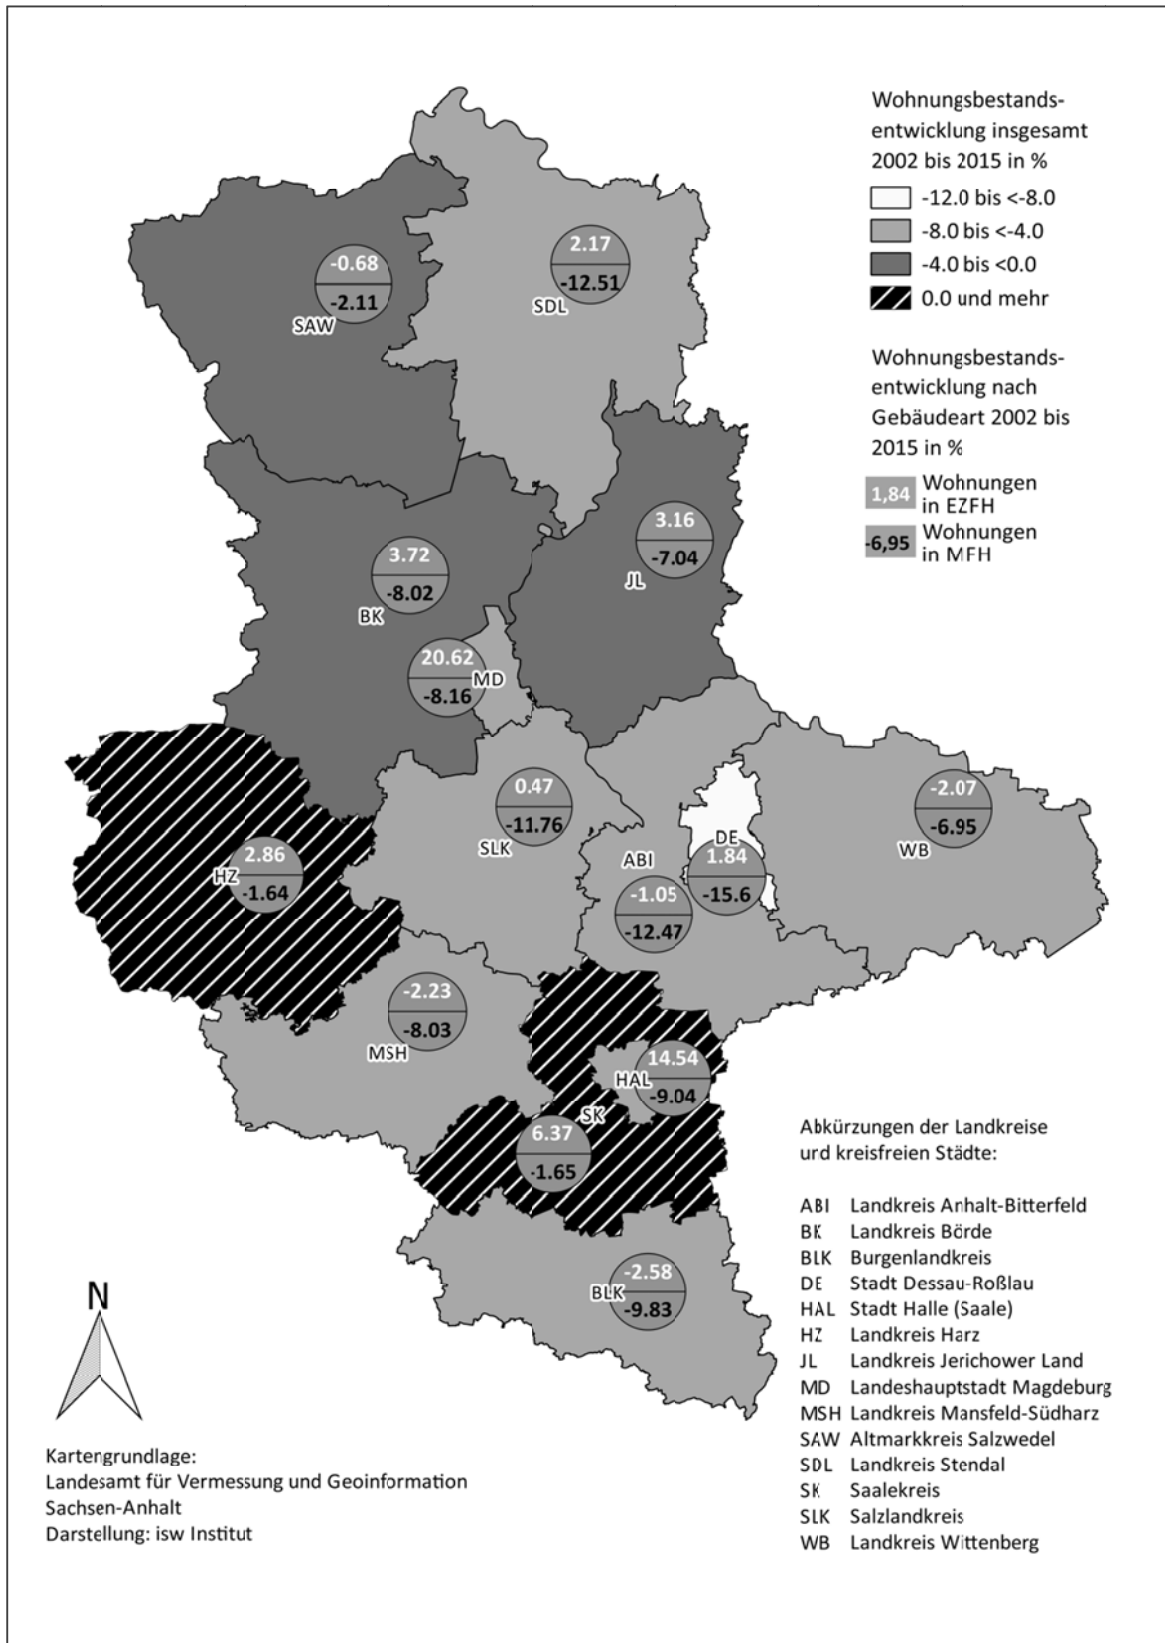 Wohnungsbestands-
entwicklung insgesamt
2002 bis 2015 in %
-12.0 bis <-8.0
-8.0 bis <-4.0
-4.0 bis <0.0
0.0 und mehr
Wohnungsbestands-
entwicklung nach
Gebäudeart 2002 bis
2015 in %
1,84 Wohnungen
in EZFH
-6,95 Wohnungen
in MFH
2.17
-12.51
SDL
-0.68
-2.11
SAW
3.16
-7.04
JL
3.72
-8.02
BK
20.62
MD
-8.16
0.47
-11.76
SLK
-2.07
-6.95
WB
DE
1.84
-15.6
ABI
-1.05
-12.47
2.86
HZ
-1.64
-2.23
-8.03
MSH
14.54
HAL
-9.04
SK
6.37
-1.65
-2.58
BLK
-9.83
N
Kartengrundlage:
Landesamt für Vermessung und Geoinformation
Sachsen-Anhalt
Darstellung: isw Institut
Abkürzungen der Landkreise
und kreisfreien Städte:
ABI Landkreis Anhalt-Bitterfeld
BK Landkreis Börde
BLK Burgenlandkreis
DE Stadt Dessau-Roßlau
HAL Stadt Halle (Saale)
HZ Landkreis Harz
JL Landkreis Jerichower Land
MD Landeshauptstadt Magdeburg
MSH Landkreis Mansfeld-Südharz
SAW Altmarkkreis Salzwedel
SDL Landkreis Stendal
SK Saalekreis
SLK Salzlandkreis
WB Landkreis Wittenberg